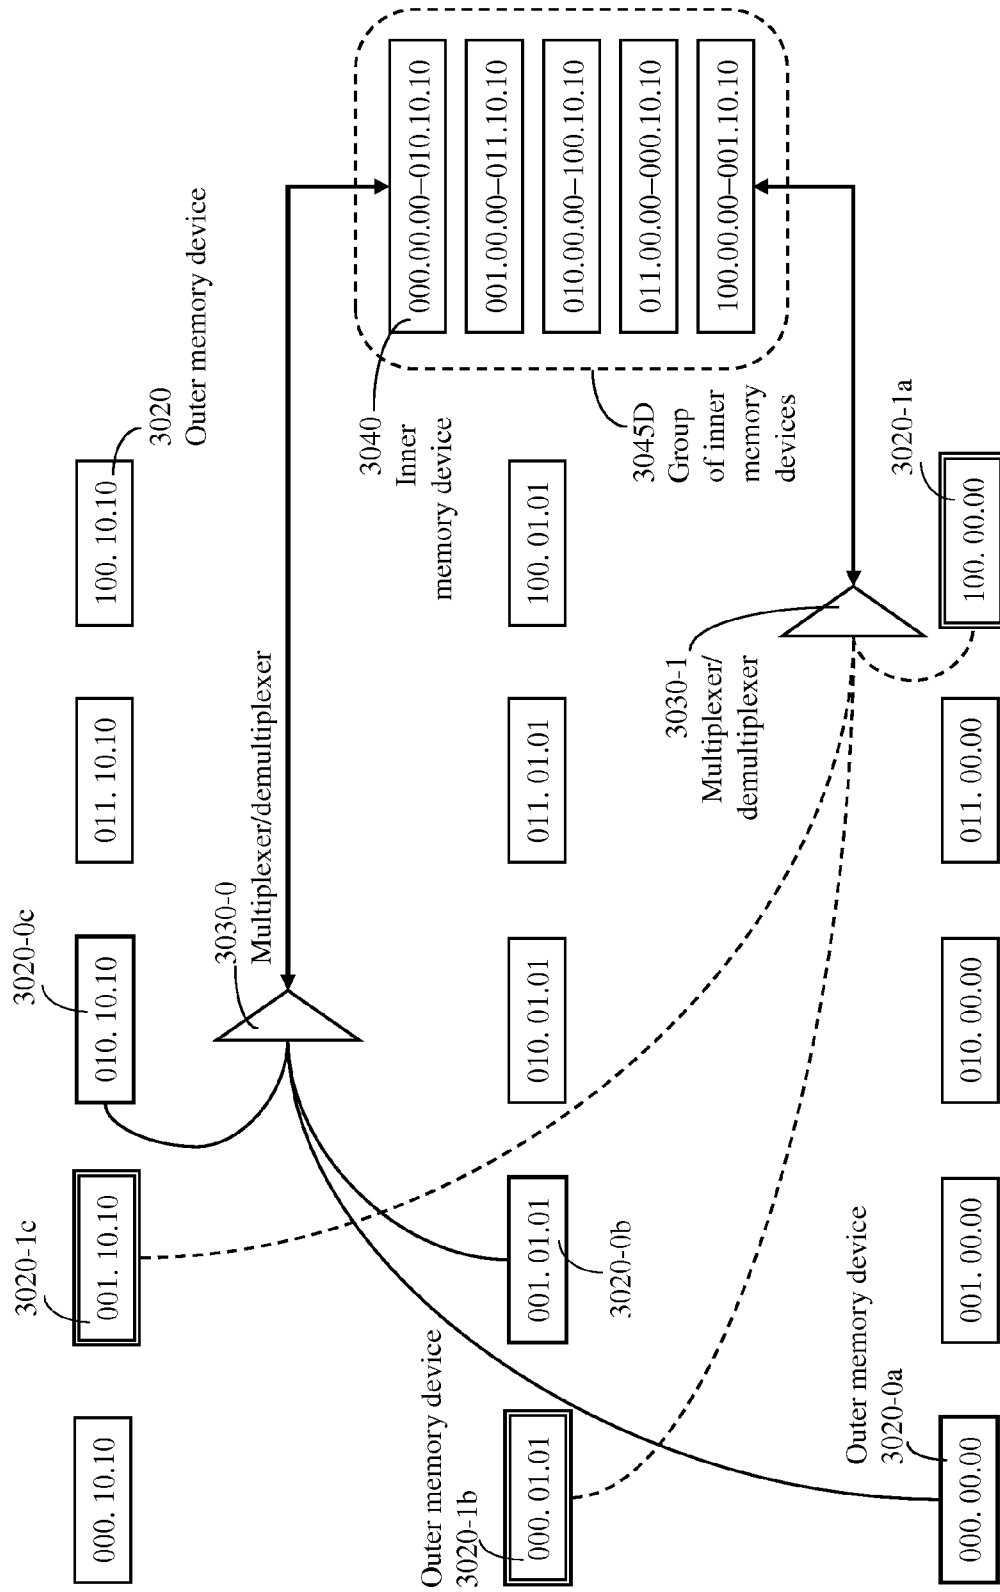 3020-1c
3020-0c
000. 10.10
001. 10.10
010. 10.10
011. 10.10
100. 10.10
3020
Outer memory device
3030-0
Multiplexer/demultiplexer
3040
Inner
memory device
000.00.00–010.10.10
001.00.00–011.10.10
010.00.00–100.10.10
011.00.00–000.10.10
100.00.00–001.10.10
Outer memory device
3020-1b
000. 01.01
001. 01.01
010. 01.01
011. 01.01
100. 01.01
3020-0b
3045D
Group
of inner
memory
devices
3030-1
Multiplexer/
demultiplexer
Outer memory device
3020-0a
3020-1a
000. 00.00
001. 00.00
010. 00.00
011. 00.00
100. 00.00